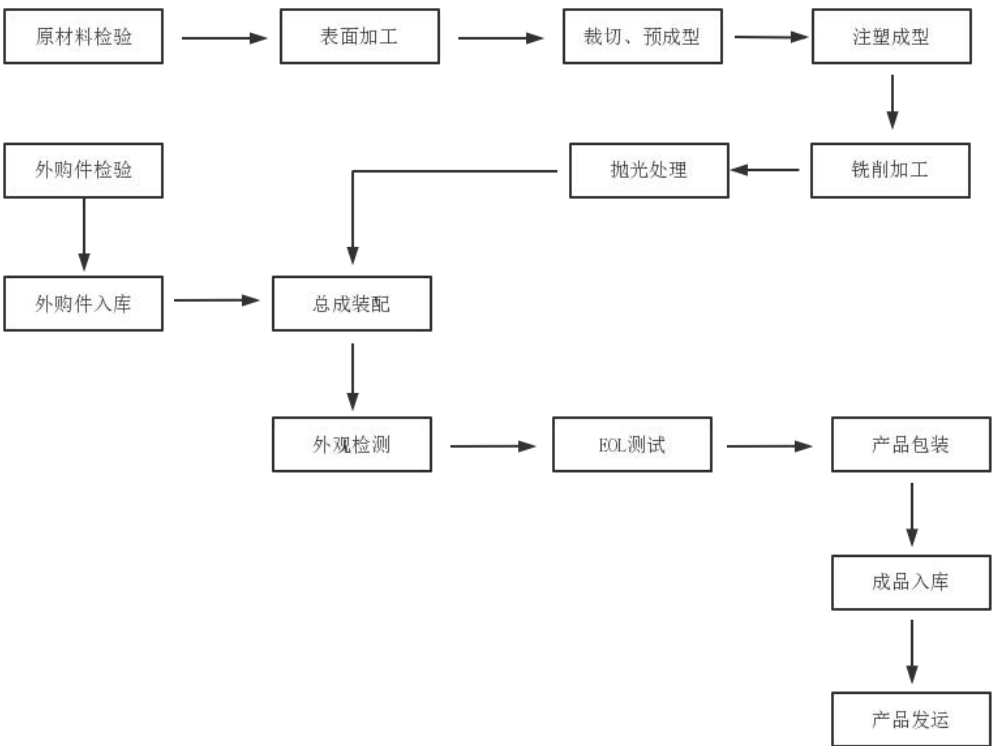 原材料检验
表面加工
裁切、预成型
注塑成型
外购件检验
抛光处理
铣削加工
外购件入库
总成装配
外观检测
EOL测试
产品包装
成品入库
产品发运